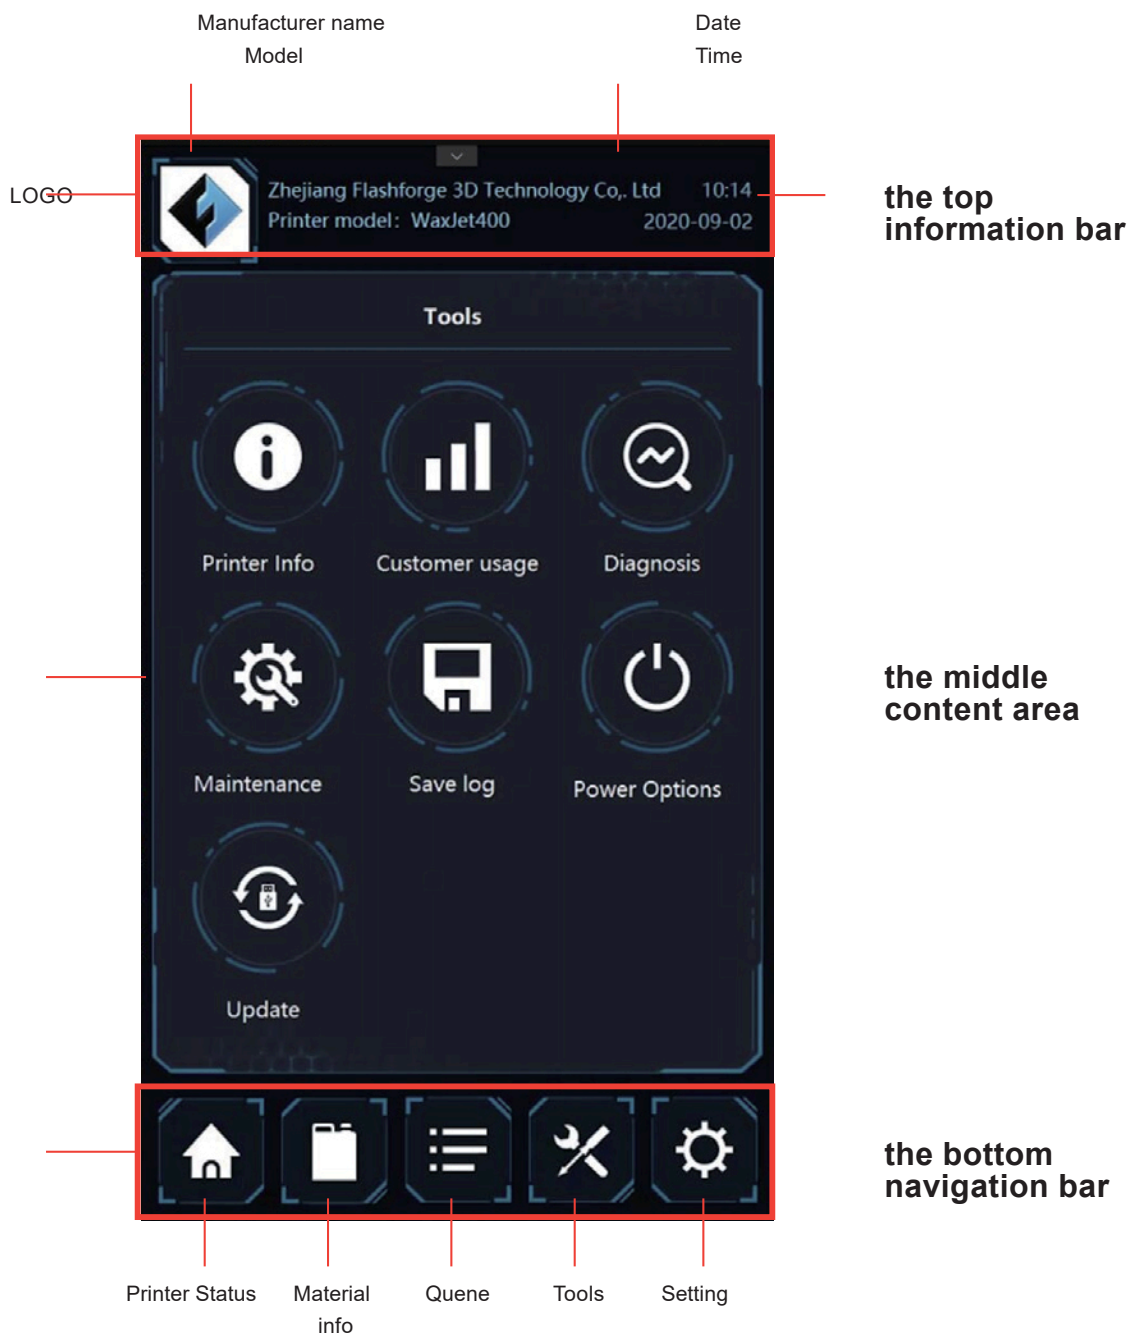 Manufacturer name
Model
Date
Time
LOGO
Zhejiang Flashforge 3D Technology Co,. Ltd
10:14
Printer model: WaxJet400
2020-09-02
the top
information bar
Tools
Printer Info
Customer usage
Diagnosis
Maintenance
Save log
Power Options
the middle
content area
Update
the bottom
navigation bar
Printer Status
Material
info
Quene
Tools
Setting